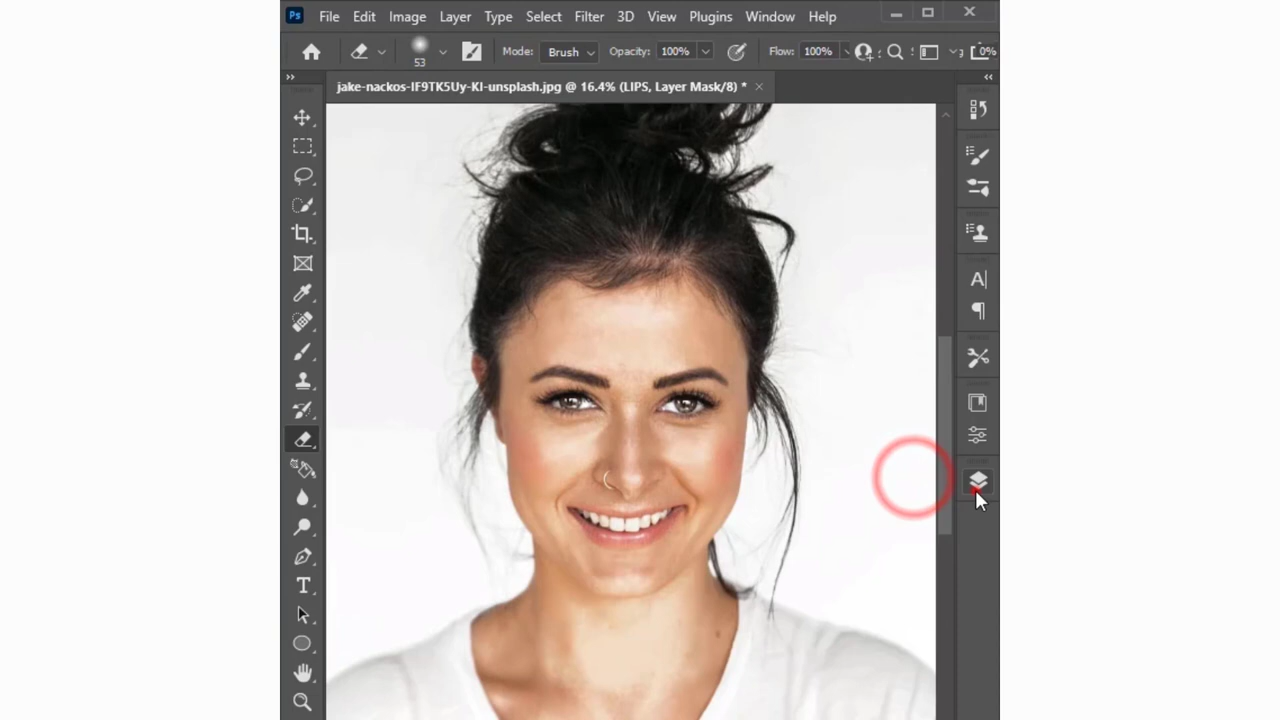 Ps File Edit Image Layer Type Select Filter 3D View Plugins Window Help
53 Mode: Brush Opacity: 100% Flow: 100% 0%
jake-nackos-IF9TK5Uy-KI-unsplash.jpg @ 16.4% (LIPS, Layer Mask/8) *